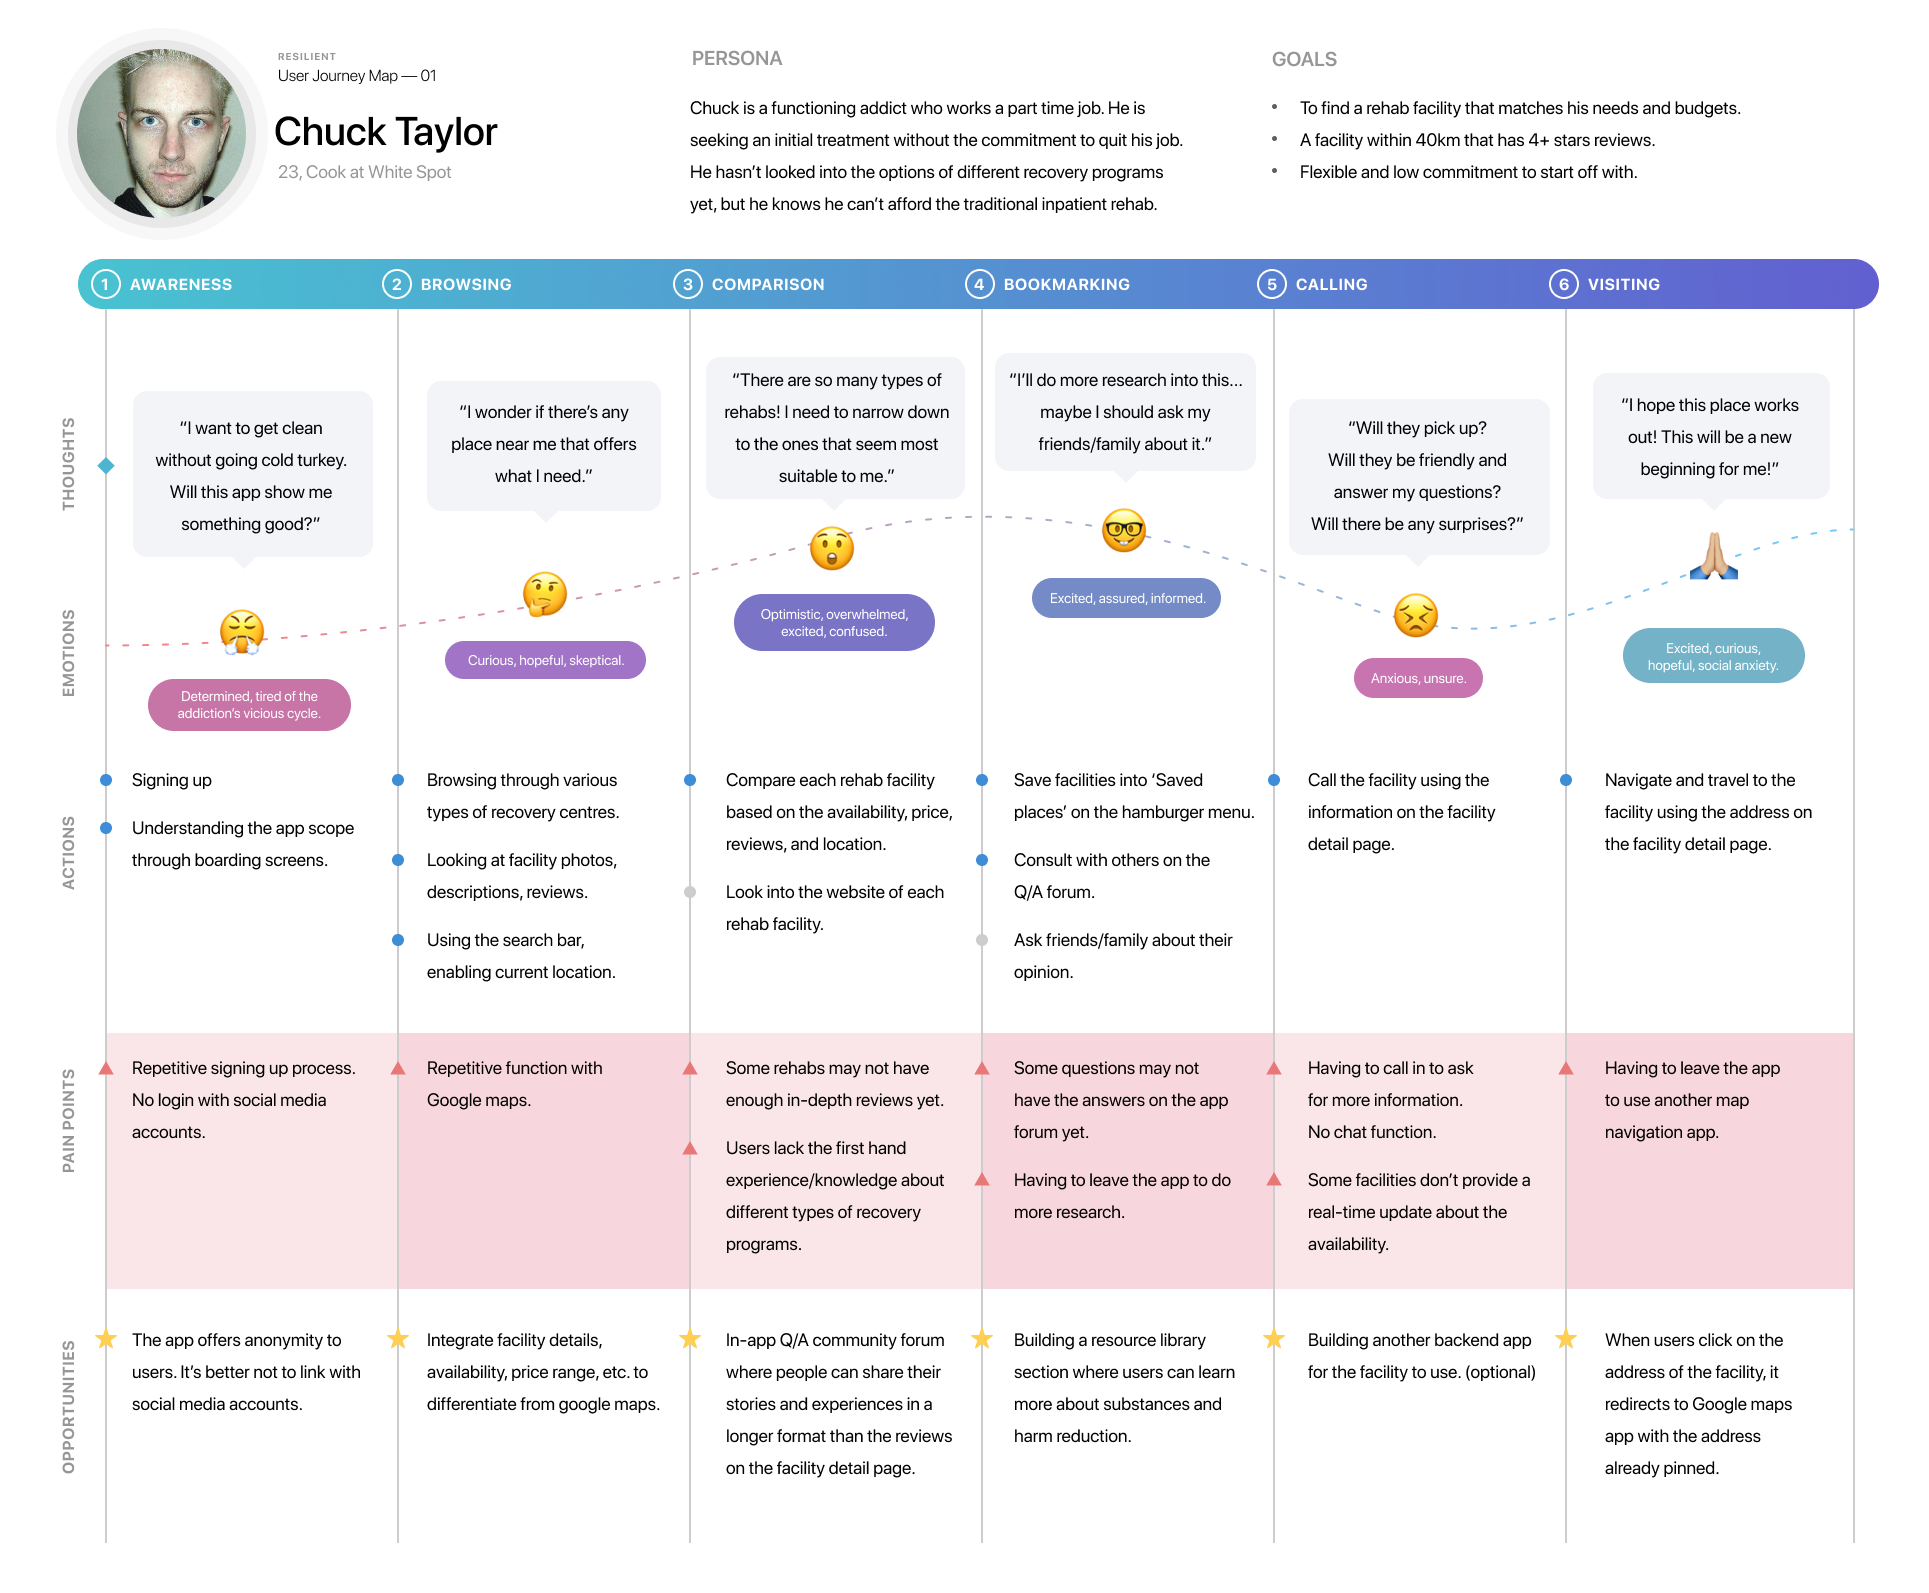 RESILIENT
User Journey Map — 01
Chuck Taylor
23, Cook at White Spot
PERSONA
Chuck is a functioning addict who works a part time job. He is
seeking an initial treatment without the commitment to quit his job.
He hasn’t looked into the options of different recovery programs
yet, but he knows he can’t afford the traditional inpatient rehab.
GOALS
• To find a rehab facility that matches his needs and budgets.
• A facility within 40km that has 4+ stars reviews.
• Flexible and low commitment to start off with.
1 AWARENESS
2 BROWSING
3 COMPARISON
4 BOOKMARKING
5 CALLING
6 VISITING
THOUGHTS
“I want to get clean
without going cold turkey.
Will this app show me
something good?”
“I wonder if there’s any
place near me that offers
what I need.”
“There are so many types of
rehabs! I need to narrow down
to the ones that seem most
suitable to me.”
“I’ll do more research into this...
maybe I should ask my
friends/family about it.”
“Will they pick up?
Will they be friendly and
answer my questions?
Will there be any surprises?”
“I hope this place works
out! This will be a new
beginning for me!”
EMOTIONS
Determined, tired of the
addiction’s vicious cycle.
Curious, hopeful, skeptical.
Optimistic, overwhelmed,
excited, confused.
Excited, assured, informed.
Anxious, unsure.
Excited, curious,
hopeful, social anxiety.
ACTIONS
Signing up
Understanding the app scope
through boarding screens.
Browsing through various
types of recovery centres.
Looking at facility photos,
descriptions, reviews.
Using the search bar,
enabling current location.
Compare each rehab facility
based on the availability, price,
reviews, and location.
Look into the website of each
rehab facility.
Save facilities into ‘Saved
places’ on the hamburger menu.
Consult with others on the
Q/A forum.
Ask friends/family about their
opinion.
Call the facility using the
information on the facility
detail page.
Navigate and travel to the
facility using the address on
the facility detail page.
PAIN POINTS
Repetitive signing up process.
No login with social media
accounts.
Repetitive function with
Google maps.
Some rehabs may not have
enough in-depth reviews yet.
Users lack the first hand
experience/knowledge about
different types of recovery
programs.
Some questions may not
have the answers on the app
forum yet.
Having to leave the app to do
more research.
Having to call in to ask
for more information.
No chat function.
Some facilities don’t provide a
real-time update about the
availability.
Having to leave the app
to use another map
navigation app.
OPPORTUNITIES
The app offers anonymity to
users. It’s better not to link with
social media accounts.
Integrate facility details,
availability, price range, etc. to
differentiate from google maps.
In-app Q/A community forum
where people can share their
stories and experiences in a
longer format than the reviews
on the facility detail page.
Building a resource library
section where users can learn
more about substances and
harm reduction.
Building another backend app
for the facility to use. (optional)
When users click on the
address of the facility, it
redirects to Google maps
app with the address
already pinned.